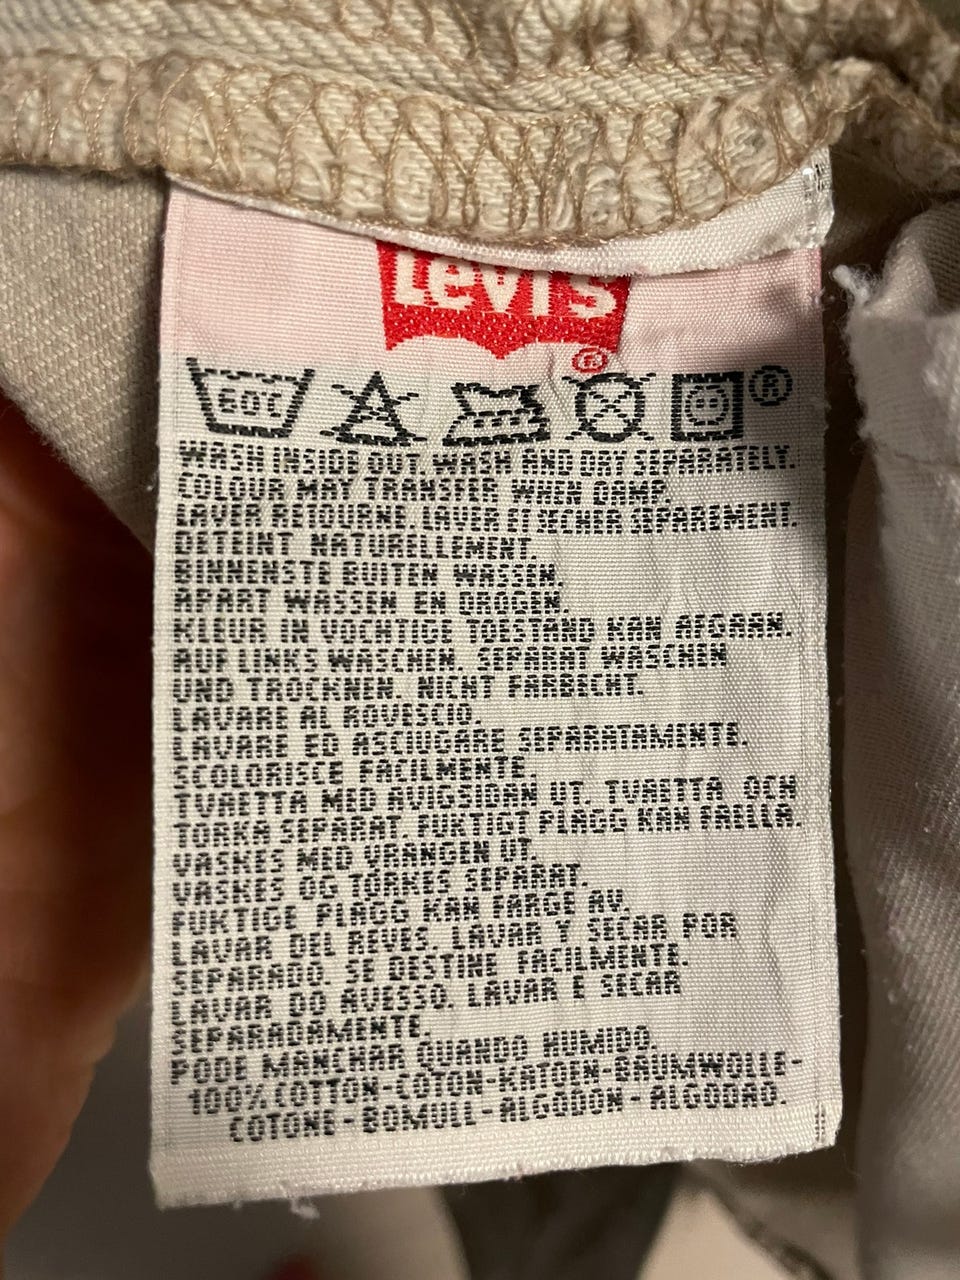 Levi's
®
60°C ®
WASH INSIDE OUT. WASH AND DRY SEPARATELY.
COLOUR MAY TRANSFER WHEN DAMP.
LAVER RETOURNE. LAVER ET SECHER SEPAREMENT.
DETEINT NATURELLEMENT.
BINNENSTE BUITEN WASSEN.
APART WASSEN EN DROGEN.
KLEUR IN VOCHTIGE TOESTAND KAN AFGAAN.
AUF LINKS WASCHEN. SEPARAT WASCHEN
UND TROCKNEN. NICHT FARBECHT.
LAVARE AL ROVESCIO.
LAVARE ED ASCIUGARE SEPARATAMENTE.
SCOLORISCE FACILMENTE.
TVAETTA MED AVIGSIDAN UT. TVAETTA OCH
TORKA SEPARAT. FUKTIGT PLAGG KAN FAELLA.
VASKES MED VRANGEN UT.
VASKES OG TORKES SEPARAT.
FUKTIGE PLAGG KAN FARGE AV.
LAVAR DEL REVES. LAVAR Y SECAR POR
SEPARADO. SE DESTINE FACILMENTE.
LAVAR DO AVESSO. LAVAR E SECAR
SEPARADAMENTE.
PODE MANCHAR QUANDO HUMIDO.
100% COTTON-COTON-KATOEN-BAUMWOLLE-
COTONE-BOMULL-ALGODON-ALGODAO.